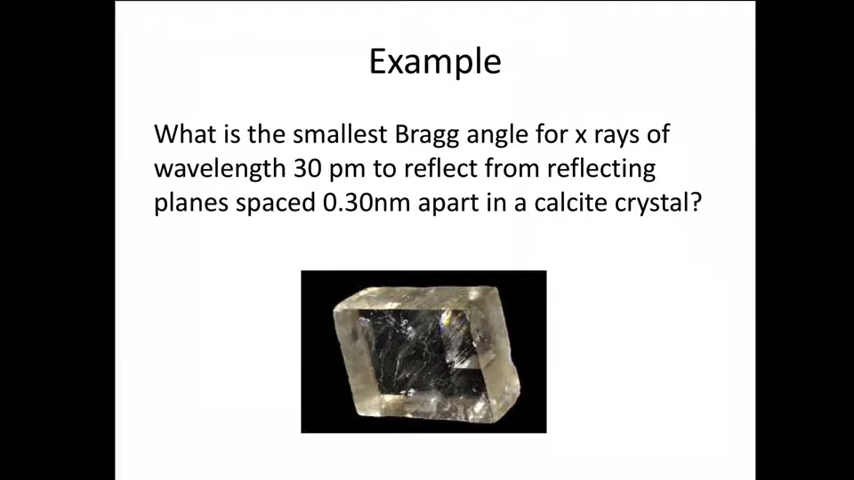 Example
What is the smallest Bragg angle for x rays of
wavelength 30 pm to reflect from reflecting
planes spaced 0.30nm apart in a calcite crystal?